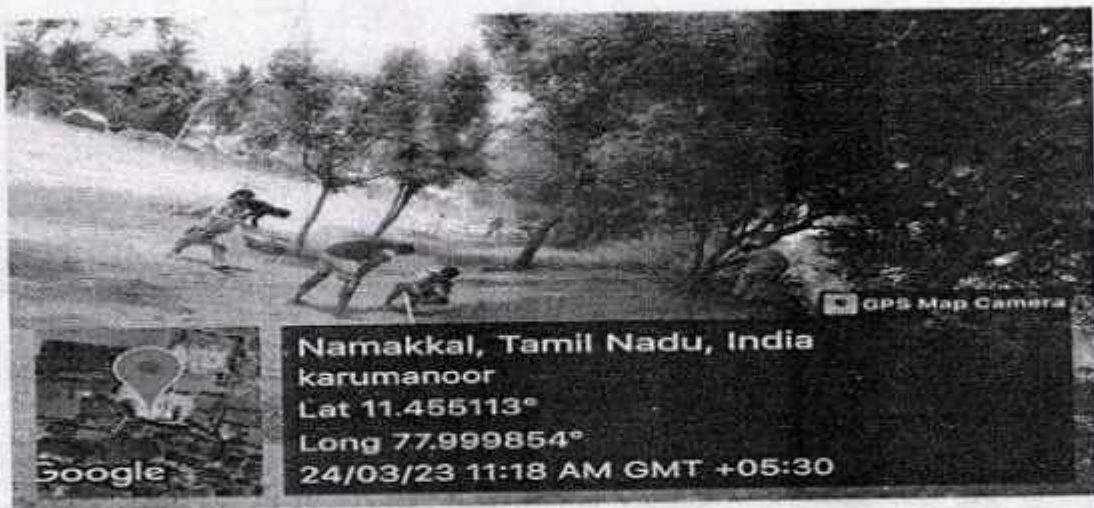 GPS Map Camera
Namakkal, Tamil Nadu, India
karumanoor
Lat 11.455113°
Long 77.999854°
24/03/23 11:18 AM GMT +05:30
Google